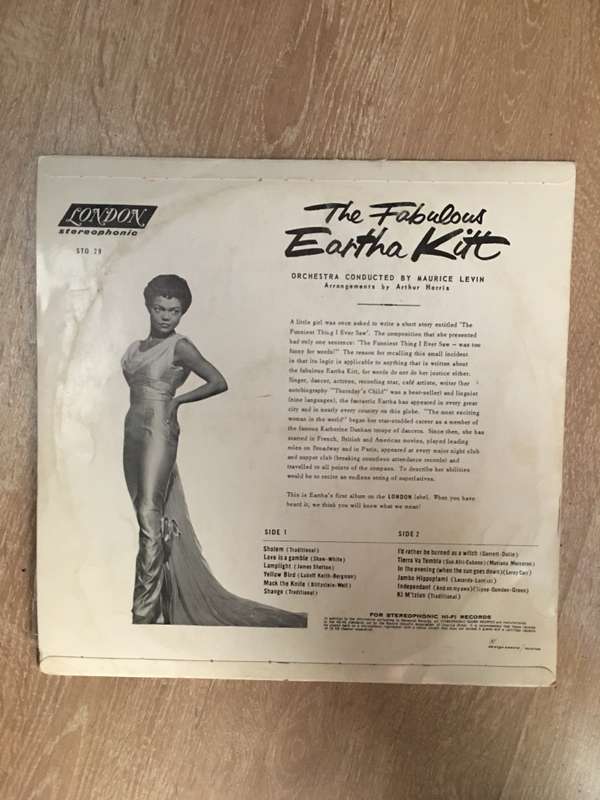 LONDON
stereophonic
STO 29
The Fabulous
Eartha Kitt
ORCHESTRA CONDUCTED BY MAURICE LEVIN
Arrangements by Arthur Harris
A little girl was once asked to write a short story entitled "The
Funniest Thing I Ever Saw". The composition that she presented
had only one sentence: "The Funniest Thing I Ever Saw — was too
funny for words!" The reason for recalling this small incident
is that its logic is applicable to anything that is written about
the fabulous Eartha Kitt, for words do not do her justice either.
Singer, dancer, actress, recording star, café artiste, writer (her
autobiography "Thursday's Child" was a best-seller) and linguist
(nine languages), the fantastic Eartha has appeared in every great
city and in nearly every country on this globe. "The most exciting
woman in the world" began her star-studded career as a member of
the famous Katherine Dunham troupe of dancers. Since then, she has
starred in French, British and American movies, played leading
roles on Broadway and in Paris, appeared at every major night club
and supper club (breaking countless attendance records) and
travelled to all points of the compass. To describe her abilities
would be to recite an endless string of superlatives.
This is Eartha's first album on the LONDON label. When you have
heard it, we think you will know what we mean!
SIDE 1
Sholem (Traditional)
Love is a gamble (Shaw-White)
Lamplight (James Shelton)
Yellow Bird (Luboff Keith-Bergman)
Mack the Knife (Blitzstein-Weil)
Shango (Traditional)
SIDE 2
I'd rather be burned as a witch (Garrett-Dolle)
Tierra Va Tembla (Son Afri-Cubano) (Mariana Merceron)
In the evening (when the sun goes down) (Leroy Carr)
Jambo Hippopotami
Independent (And on my own)
Ki M'tzion (Traditional)
FOR STEREOPHONIC HI-FI RECORDS